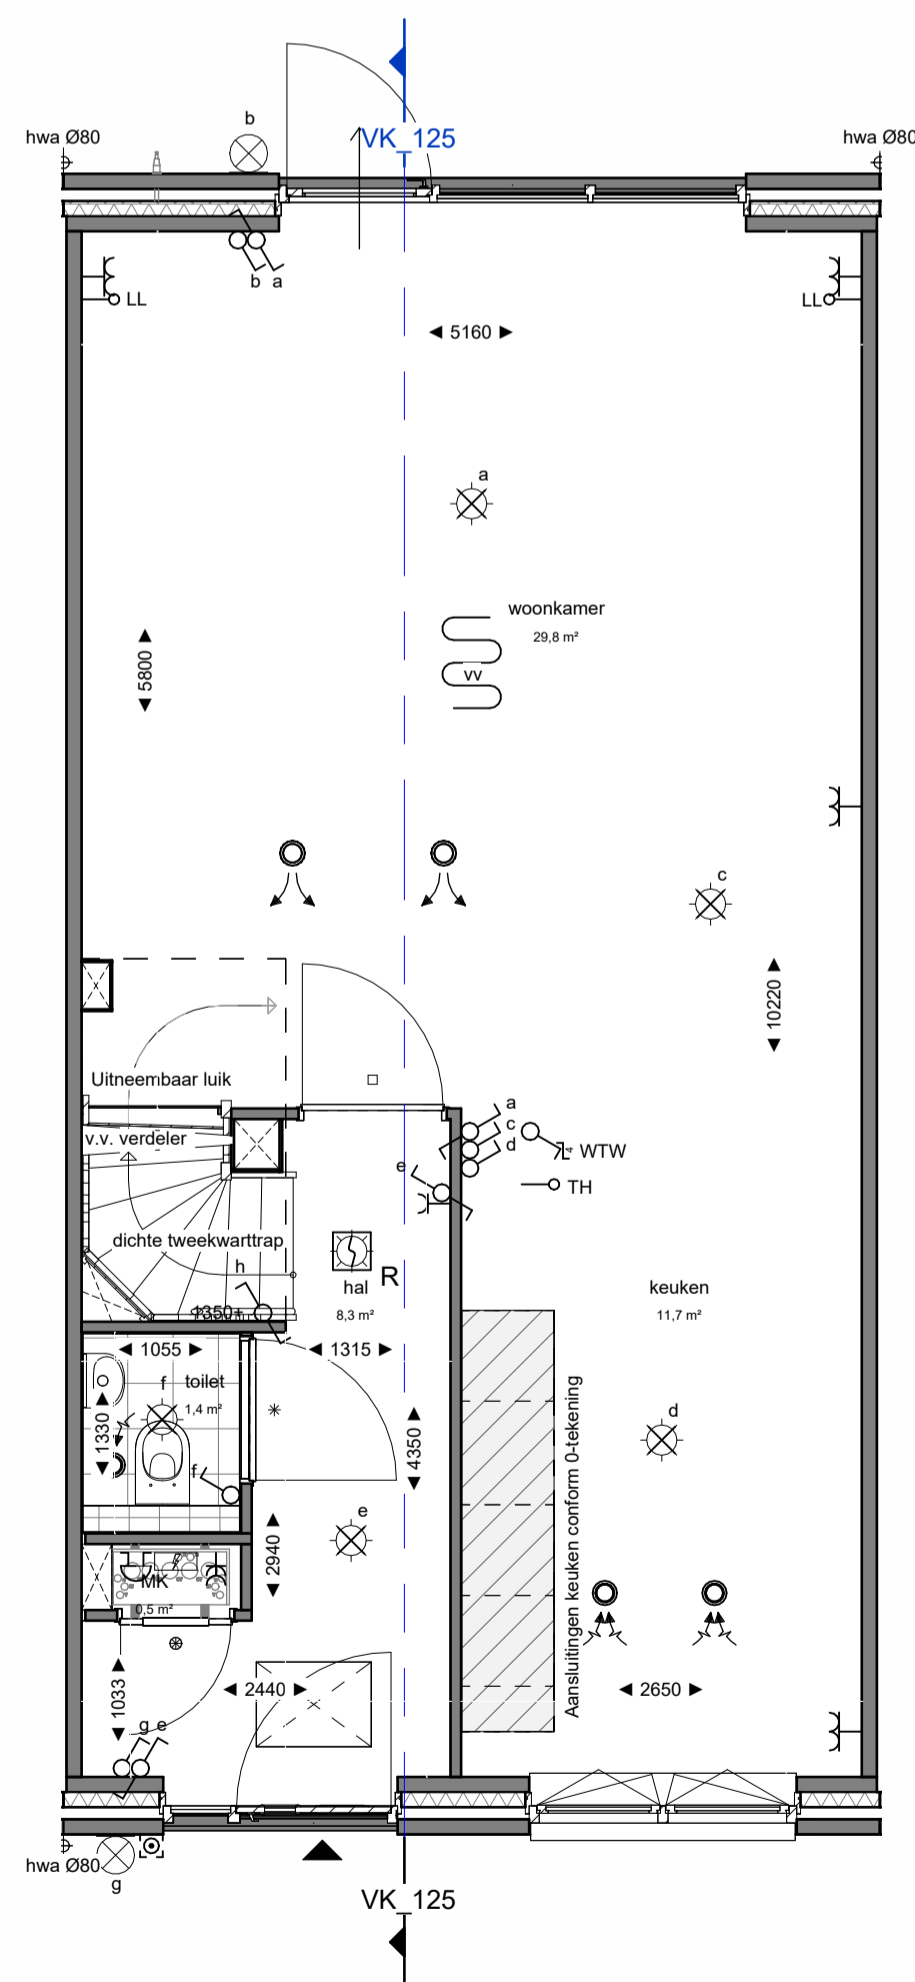 b
hwa Ø80
VK_125
hwa Ø80
b a
LL
LL
5160
a
woonkamer
29,8 m²
vv
5800
c
10220
Uitneembaar luik
v.v. verdeler
a
c
d
WTW
e
TH
dichte tweekwarttrap
h
hal
R
8,3 m²
keuken
11,7 m²
1350+
1055
1315
f
toilet
1,4 m²
1330
f
4350
d
Aansluitingen keuken conform 0-tekening
e
2940
MK
0,5 m²
1033
2440
2650
g e
hwa Ø80
g
VK_125